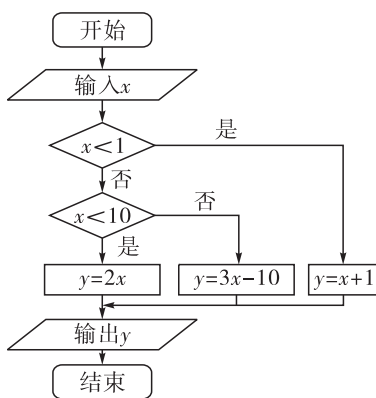 开始
输入x
x<1
是
否
x<10
否
是
y=2x
y=3x-10
y=x+1
输出y
结束